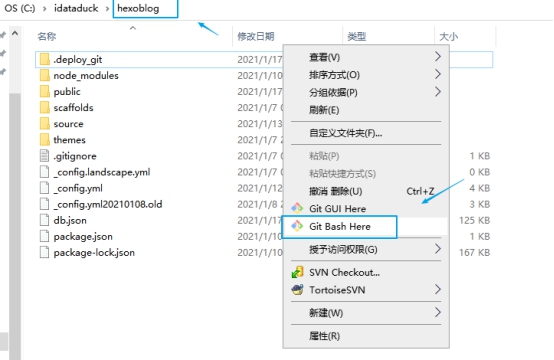 OS (C:) › idataduck › hexoblog
名称 修改日期 类型 大小
.deploy_git 2021/1/17
node_modules 2021/1/10
public 2021/1/17
scaffolds 2021/1/7 0
source 2021/1/13
themes 2021/1/7 2
.gitignore 2021/1/7 0 1 KB
_config.landscape.yml 2021/1/7 0 0 KB
_config.yml 2021/1/10 4 KB
_config.yml20210108.old 2021/1/8 2 3 KB
db.json 2021/1/17 125 KB
package.json 2021/1/10 1 KB
package-lock.json 2021/1/10 167 KB
查看(V)
排序方式(O)
分组依据(P)
刷新(E)
自定义文件夹(F)...
粘贴(P)
粘贴快捷方式(S)
撤消 删除(U) Ctrl+Z
Git GUI Here
Git Bash Here
授予访问权限(G)
SVN Checkout...
TortoiseSVN
新建(W)
属性(R)